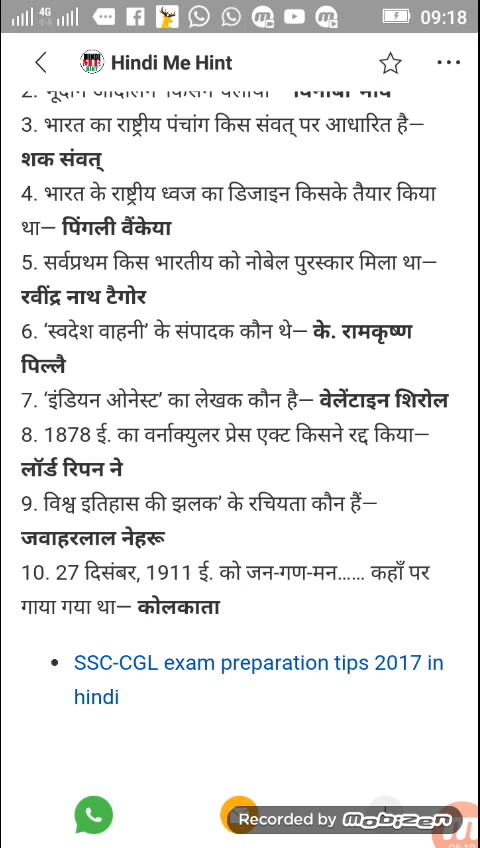 4G
09:18
Hindi Me Hint
3. भारत का राष्ट्रीय पंचांग किस संवत् पर आधारित है—
शक संवत्
4. भारत के राष्ट्रीय ध्वज का डिजाइन किसके तैयार किया
था— पिंगली वैंकेया
5. सर्वप्रथम किस भारतीय को नोबेल पुरस्कार मिला था—
रवींद्र नाथ टैगोर
6. ‘स्वदेश वाहनी’ के संपादक कौन थे— के. रामकृष्ण
पिल्लै
7. ‘इंडियन ओनेस्ट’ का लेखक कौन है— वेलेंटाइन शिरोल
8. 1878 ई. का वर्नाक्युलर प्रेस एक्ट किसने रद्द किया—
लॉर्ड रिपन ने
9. विश्व इतिहास की झलक’ के रचियता कौन हैं—
जवाहरलाल नेहरू
10. 27 दिसंबर, 1911 ई. को जन-गण-मन...... कहाँ पर
गाया गया था— कोलकाता
• SSC-CGL exam preparation tips 2017 in
hindi
Recorded by Mobizen